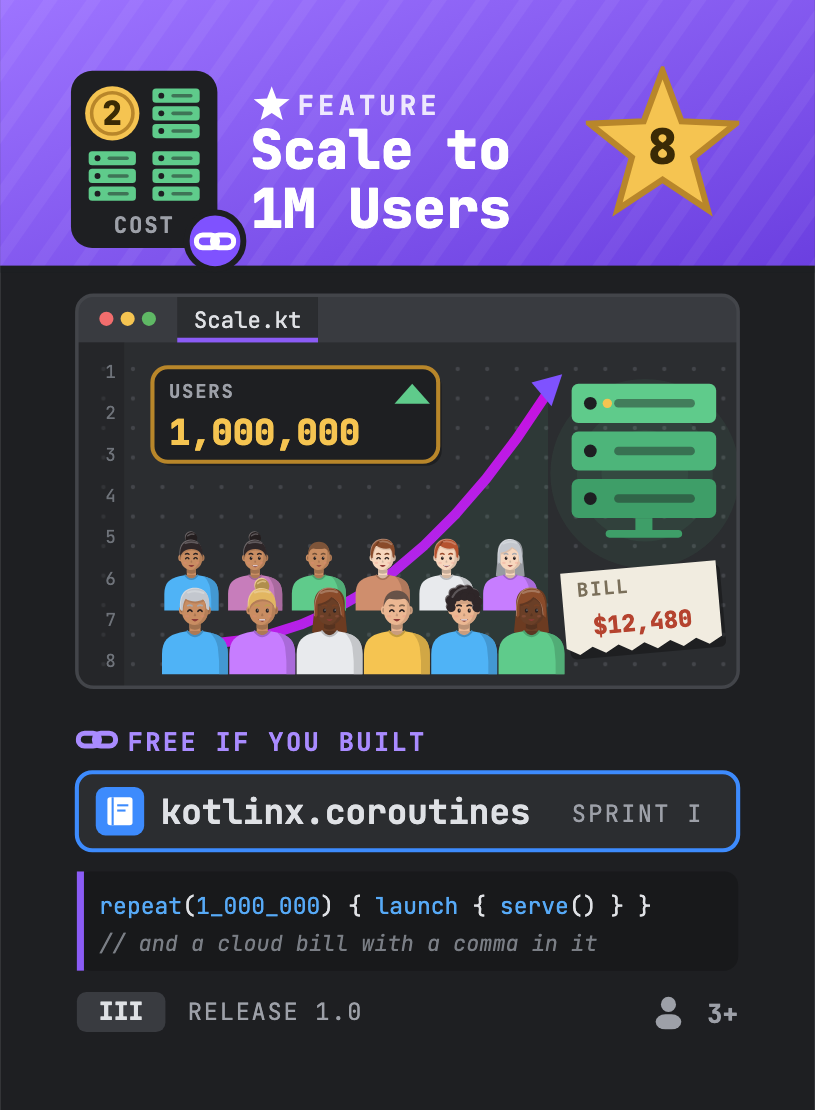 2
COST
FEATURE
Scale to
1M Users
8
Scale.kt
1
2
3
4
5
6
7
8
USERS
1,000,000
BILL
$12,480
FREE IF YOU BUILT
kotlinx.coroutines SPRINT I
repeat(1_000_000) { launch { serve() } }
// and a cloud bill with a comma in it
III RELEASE 1.0 3+